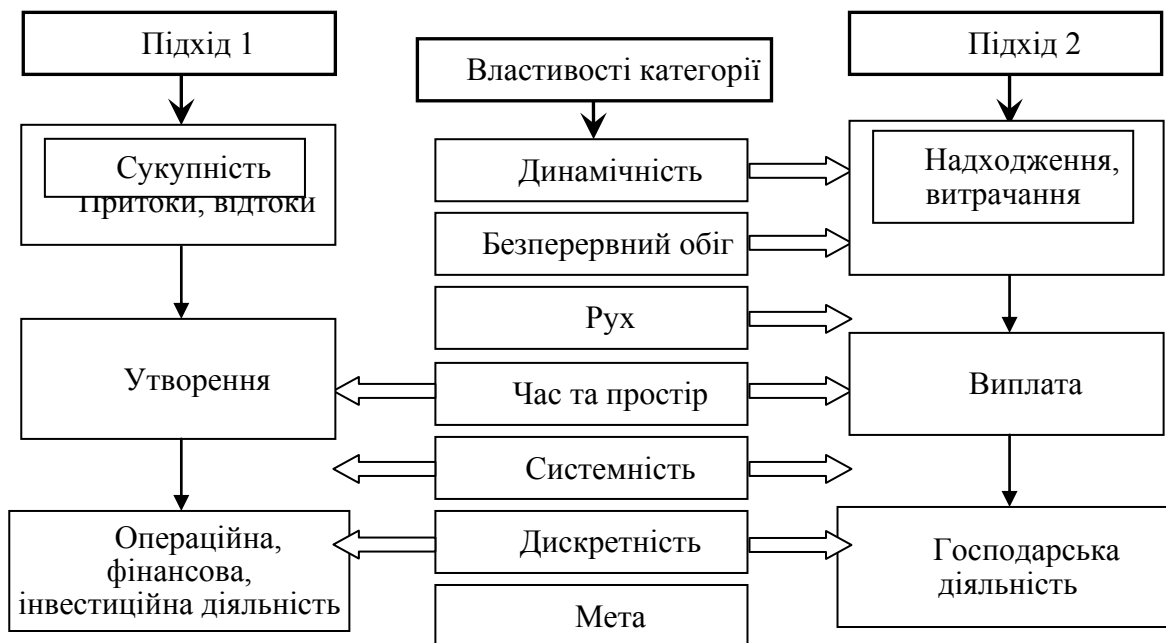 Підхід 1
Властивості категорії
Підхід 2
Сукупність
Притоки, відтоки
Динамічність
Надходження,
витрачання
Безперервний обіг
Рух
Утворення
Час та простір
Виплата
Системність
Операційна,
фінансова,
інвестиційна діяльність
Дискретність
Господарська
діяльність
Мета